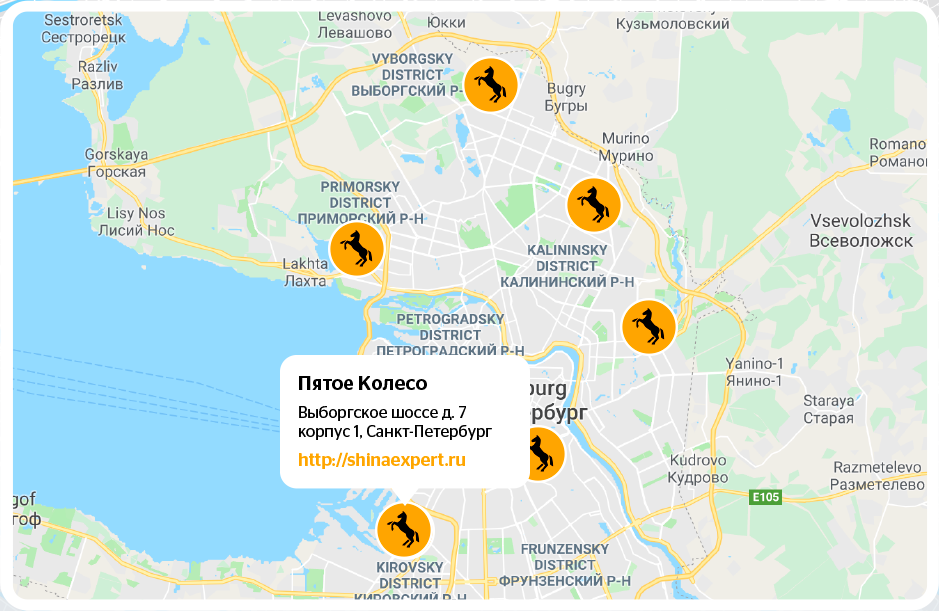 Sestroretsk
Сестрорецк
Levashovo
Левашово
Юкки
Кузьмоловский
Razliv
Разлив
VYBORGSKY
DISTRICT
ВЫБОРГСКИЙ Р-
Bugry
Бугры
Murino
Мурино
Romano
Романо
Gorskaya
Горская
PRIMORSKY
DISTRICT
ПРИМОРСКИЙ Р-Н
Lisy Nos
Лисий Нос
Vsevolozhsk
Всеволожск
KALININSKY
DISTRICT
КАЛИНИНСКИЙ Р-Н
Lakhta
Лахта
PETROGRADSKY
DISTRICT
ПЕТРОГРАДСКИЙ Р-Н
Yanino-1
Янино-1
Пятое Колесо
Выборгское шоссе д. 7
корпус 1, Санкт-Петербург
http://shinaexpert.ru
burg
ербург
Staraya
Старая
Kudrovo
Кудрово
Razmetelevo
Разметелево
E105
gof
гоф
FRUNZENSKY
DISTRICT
ФРУНЗЕНСКИЙ Р-Н
KIROVSKY
DISTRICT
КИРОВСКИЙ Р-Н